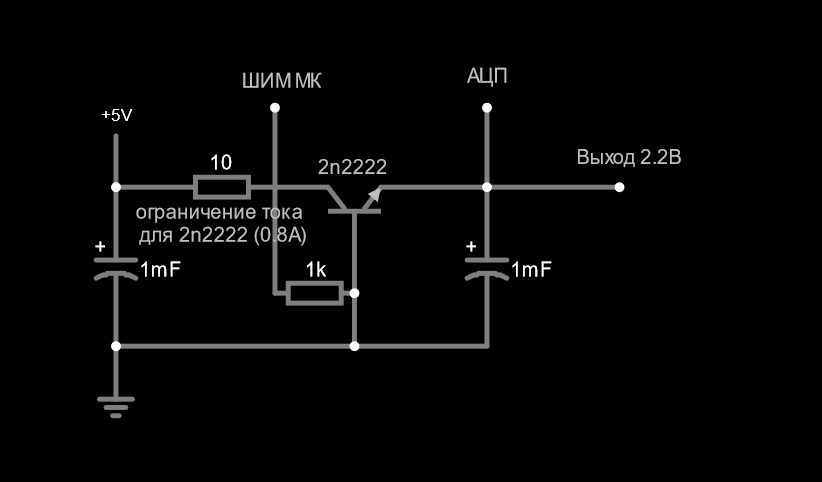 ШИМ МК
АЦП
+5V
10
2n2222
Выход 2.2В
ограничение тока
для 2n2222 (0.8А)
+
1mF
1k
+
1mF